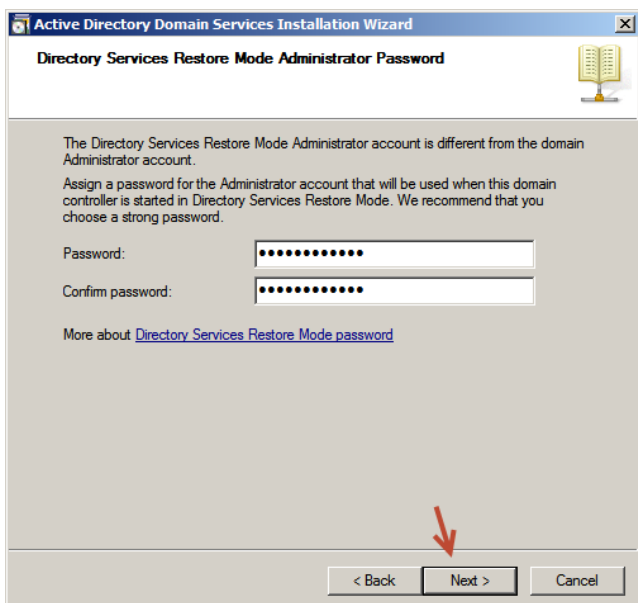 Active Directory Domain Services Installation Wizard
Directory Services Restore Mode Administrator Password
The Directory Services Restore Mode Administrator account is different from the domain
Administrator account.
Assign a password for the Administrator account that will be used when this domain
controller is started in Directory Services Restore Mode. We recommend that you
choose a strong password.
Password: ●●●●●●●●●●●●
Confirm password: ●●●●●●●●●●●●
More about Directory Services Restore Mode password
< Back Next > Cancel